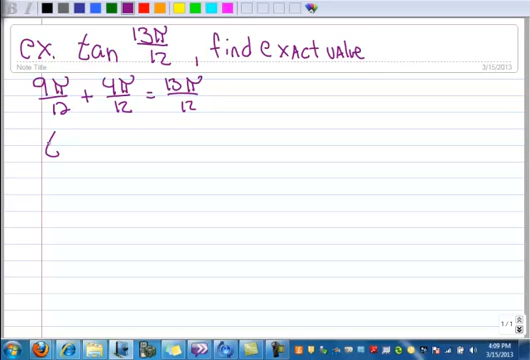 B I
ex. tan 13π/12, find exact value
Note Title
3/15/2013
9π/12 + 4π/12 = 13π/12
(
1/1
4:09 PM
3/15/2013